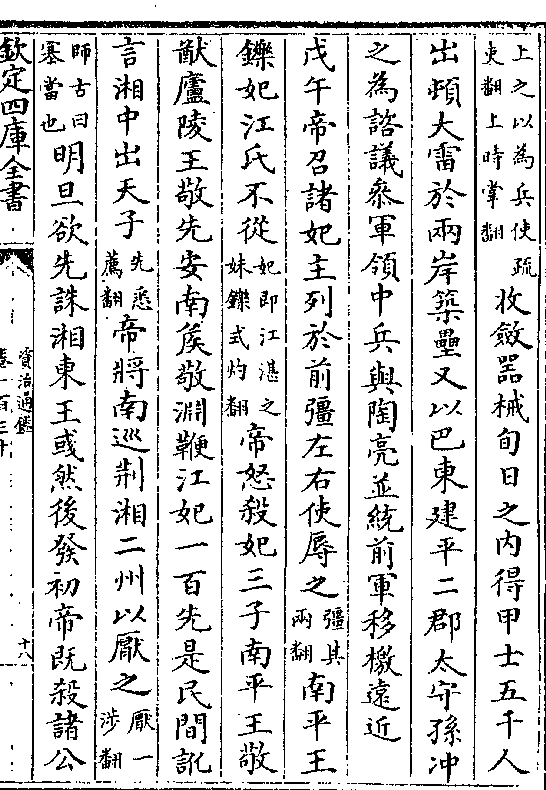 上之以為兵使疏吏翻上時掌翻收斂器械旬日之內得甲士五千人
出頓大雷於兩岸築壘又以巴東建平二郡太守孫冲
之為諮議叅軍領中兵與陶亮並統前軍移檄遠近
戊午帝召諸妃主列於前彊左右使辱之彊其兩翻南平王
鑠妃江氏不從妃即江湛之妹鑠式灼翻帝怒殺妃三子南平王敬
猷廬陵王敬先安南矦敬淵鞭江妃一百先是民間訛
言湘中出天子先悉薦翻帝將南巡荆湘二州以厭之厭一涉翻
師古曰塞當也明旦欲先誅湘東王彧然後發初帝既殺諸公
欽定四庫全書
資治通鑑
卷一百三十
十八